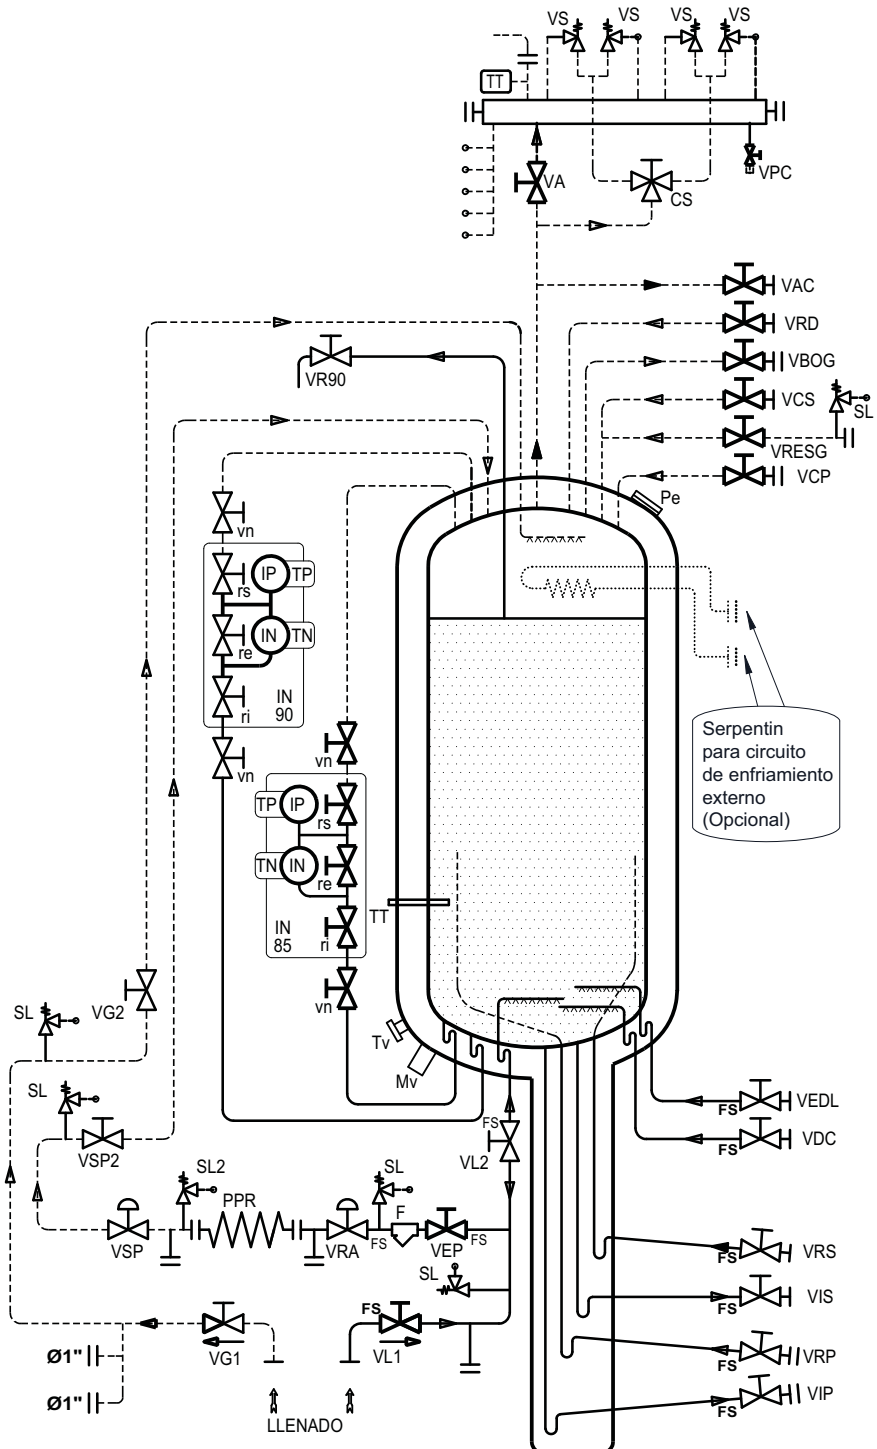 VS
VS
VS
VS
TT
VA
CS
VPC
VAC
VRD
VBOG
VCS
SL
VRESG
VCP
Pe
VR90
vn
rs
IP
TP
re
IN
TN
ri
IN
90
vn
vn
TP
IP
rs
TN
IN
re
IN
85
ri
vn
TT
Serpentin
para circuito
de enfriamiento
externo
(Opcional)
VG2
SL
SL
VSP2
Tv
Mv
FS
VL2
FS
VEDL
FS
VDC
SL2
PPR
SL
F
VSP
VRA
FS
VEP
FS
SL
FS
VL1
VG1
Ø1"
Ø1"
LLENADO
FS
VRS
FS
VIS
FS
VRP
FS
VIP